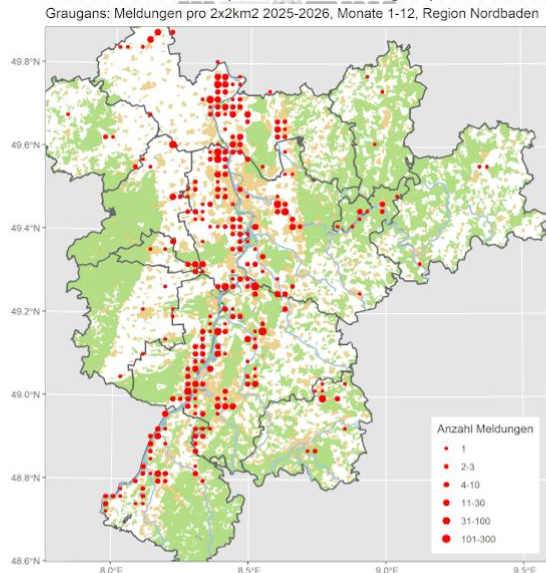 Graugans: Meldungen pro 2x2km2 2025-2026, Monate 1-12, Region Nordbaden
49.8°N
49.6°N
49.4°N
49.2°N
49.0°N
48.8°N
48.6°N
Anzahl Meldungen
1
2-3
4-10
11-30
31-100
101-300
8.0°E 8.5°E 9.0°E 9.5°E